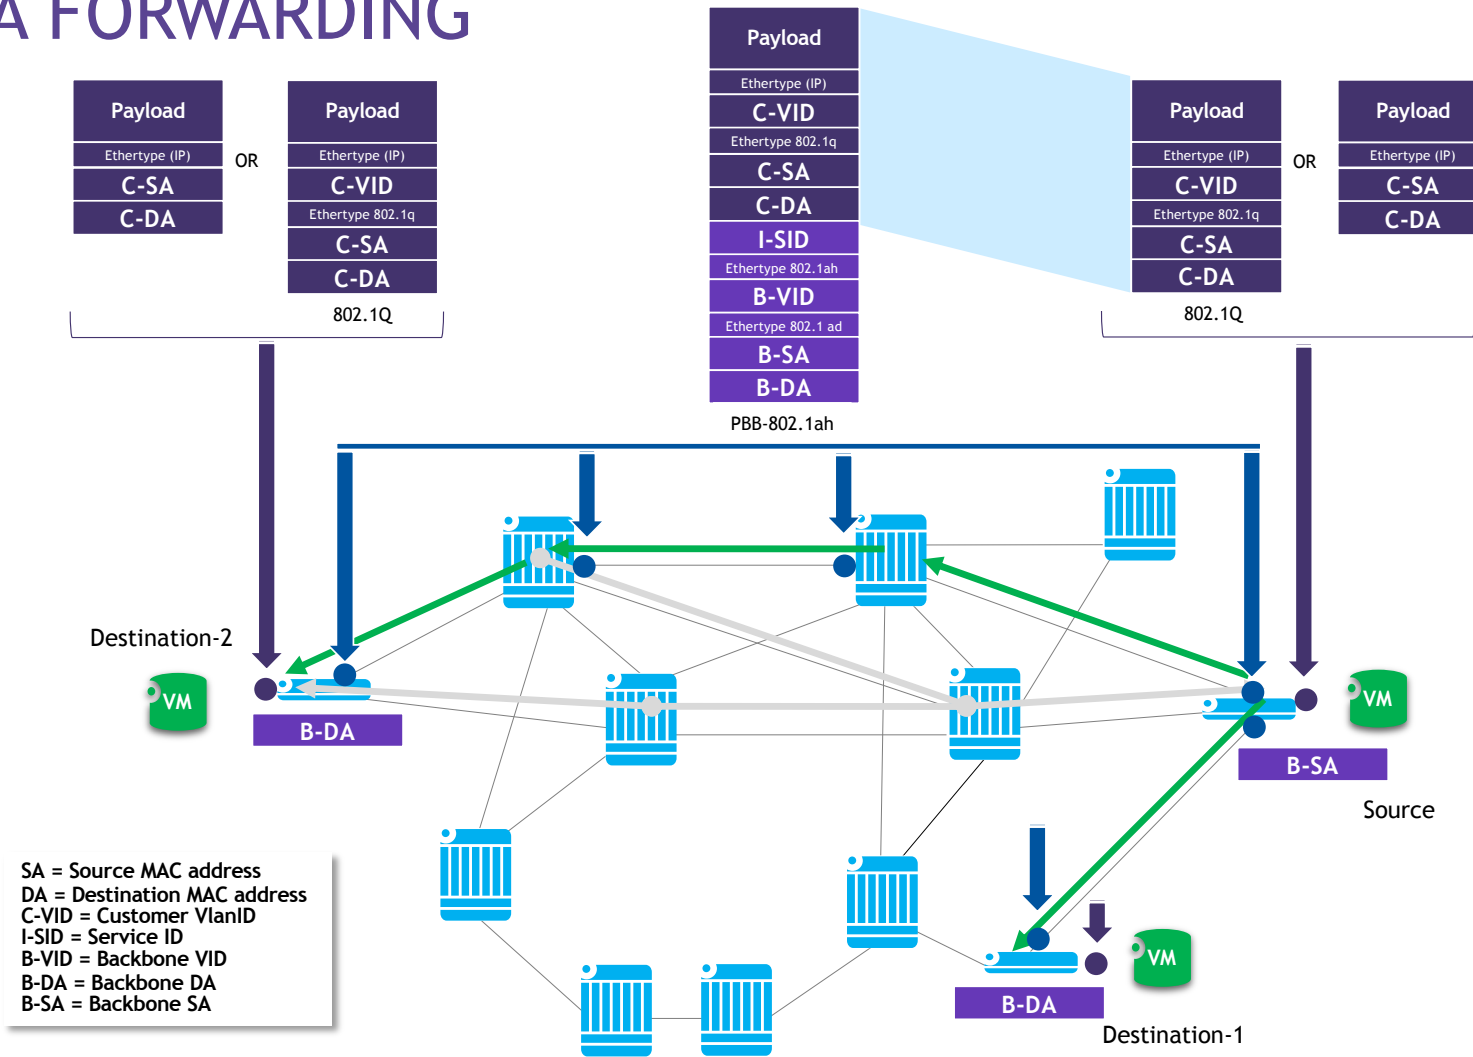 A FORWARDING
Payload
Ethertype (IP)
C-SA
C-DA
OR
Payload
Ethertype (IP)
C-VID
Ethertype 802.1q
C-SA
C-DA
802.1Q
Payload
Ethertype (IP)
C-VID
Ethertype 802.1q
C-SA
C-DA
I-SID
Ethertype 802.1ah
B-VID
Ethertype 802.1 ad
B-SA
B-DA
PBB-802.1ah
Payload
Ethertype (IP)
C-VID
Ethertype 802.1q
C-SA
C-DA
802.1Q
OR
Payload
Ethertype (IP)
C-SA
C-DA
Destination-2
VM
B-DA
VM
B-SA
Source
VM
B-DA
Destination-1
SA = Source MAC address
DA = Destination MAC address
C-VID = Customer VlanID
I-SID = Service ID
B-VID = Backbone VID
B-DA = Backbone DA
B-SA = Backbone SA